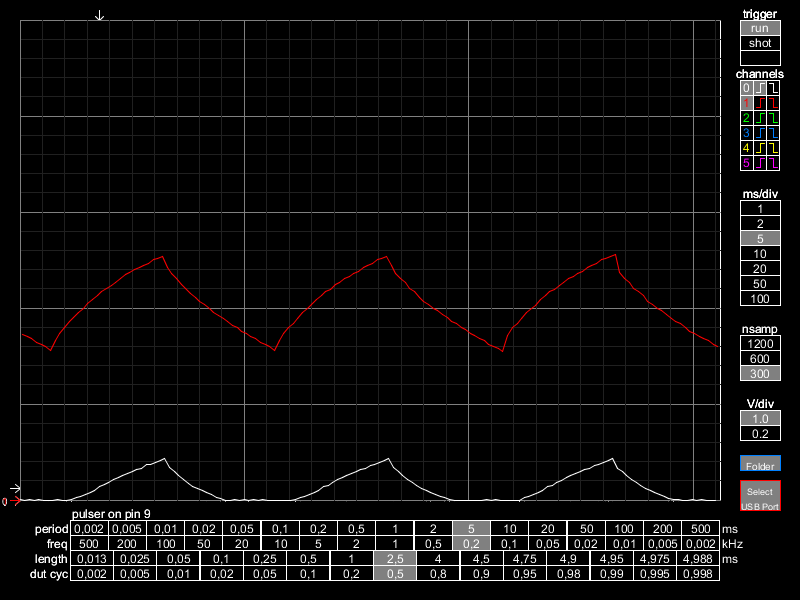 trigger
run
shot
channels
0
1
2
3
4
5
ms/div
1
2
5
10
20
50
100
nsamp
1200
600
300
V/div
1.0
0.2
Folder
Select
USB Port
0
pulser on pin 9
period 0,002 0,005 0,01 0,02 0,05 0,1 0,2 0,5 1 2 5 10 20 50 100 200 500 ms
freq 500 200 100 50 20 10 5 2 1 0,5 0,2 0,1 0,05 0,02 0,01 0,005 0,002 kHz
length 0,013 0,025 0,05 0,1 0,25 0,5 1 2,5 4 4,5 4,75 4,9 4,95 4,975 4,988 ms
dut cyc 0,002 0,005 0,01 0,02 0,05 0,1 0,2 0,5 0,8 0,9 0,95 0,98 0,99 0,995 0,998